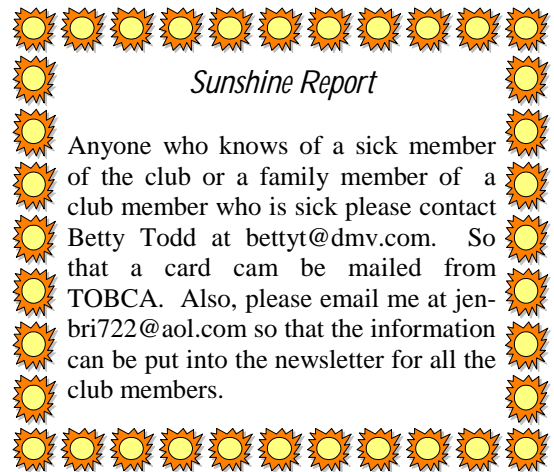 Sunshine Report
Anyone who knows of a sick member
of the club or a family member of a
club member who is sick please contact
Betty Todd at bettyt@dmv.com. So
that a card cam be mailed from
TOBCA. Also, please email me at jen-
bri722@aol.com so that the information
can be put into the newsletter for all the
club members.